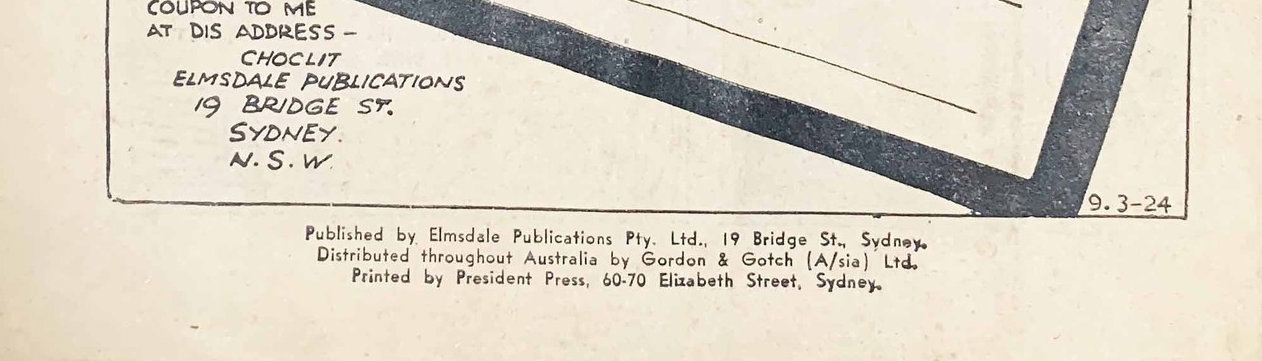 COUPON TO ME
AT DIS ADDRESS -
CHOCLIT
ELMSDALE PUBLICATIONS
19 BRIDGE ST.
SYDNEY.
N. S. W.
9.3-24
Published by Elmsdale Publications Pty. Ltd., 19 Bridge St., Sydney.
Distributed throughout Australia by Gordon & Gotch (A/sia) Ltd.
Printed by President Press, 60-70 Elizabeth Street, Sydney.